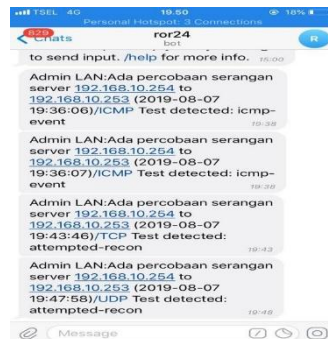 TSEL 4G 19.50 16%
Personal Hotspot: 3 Connections
829 Chats ror24 R
bot
to send input. /help for more info. 15:00
Admin LAN:Ada percobaan serangan
server 192.168.10.254 to
192.168.10.253 (2019-08-07
19:36:06)/ICMP Test detected: icmp-
event 19:38
Admin LAN:Ada percobaan serangan
server 192.168.10.254 to
192.168.10.253 (2019-08-07
19:36:07)/ICMP Test detected: icmp-
event 19:38
Admin LAN:Ada percobaan serangan
server 192.168.10.254 to
192.168.10.253 (2019-08-07
19:43:46)/TCP Test detected:
attempted-recon 19:43
Admin LAN:Ada percobaan serangan
server 192.168.10.254 to
192.168.10.253 (2019-08-07
19:47:58)/UDP Test detected:
attempted-recon 19:48
Message